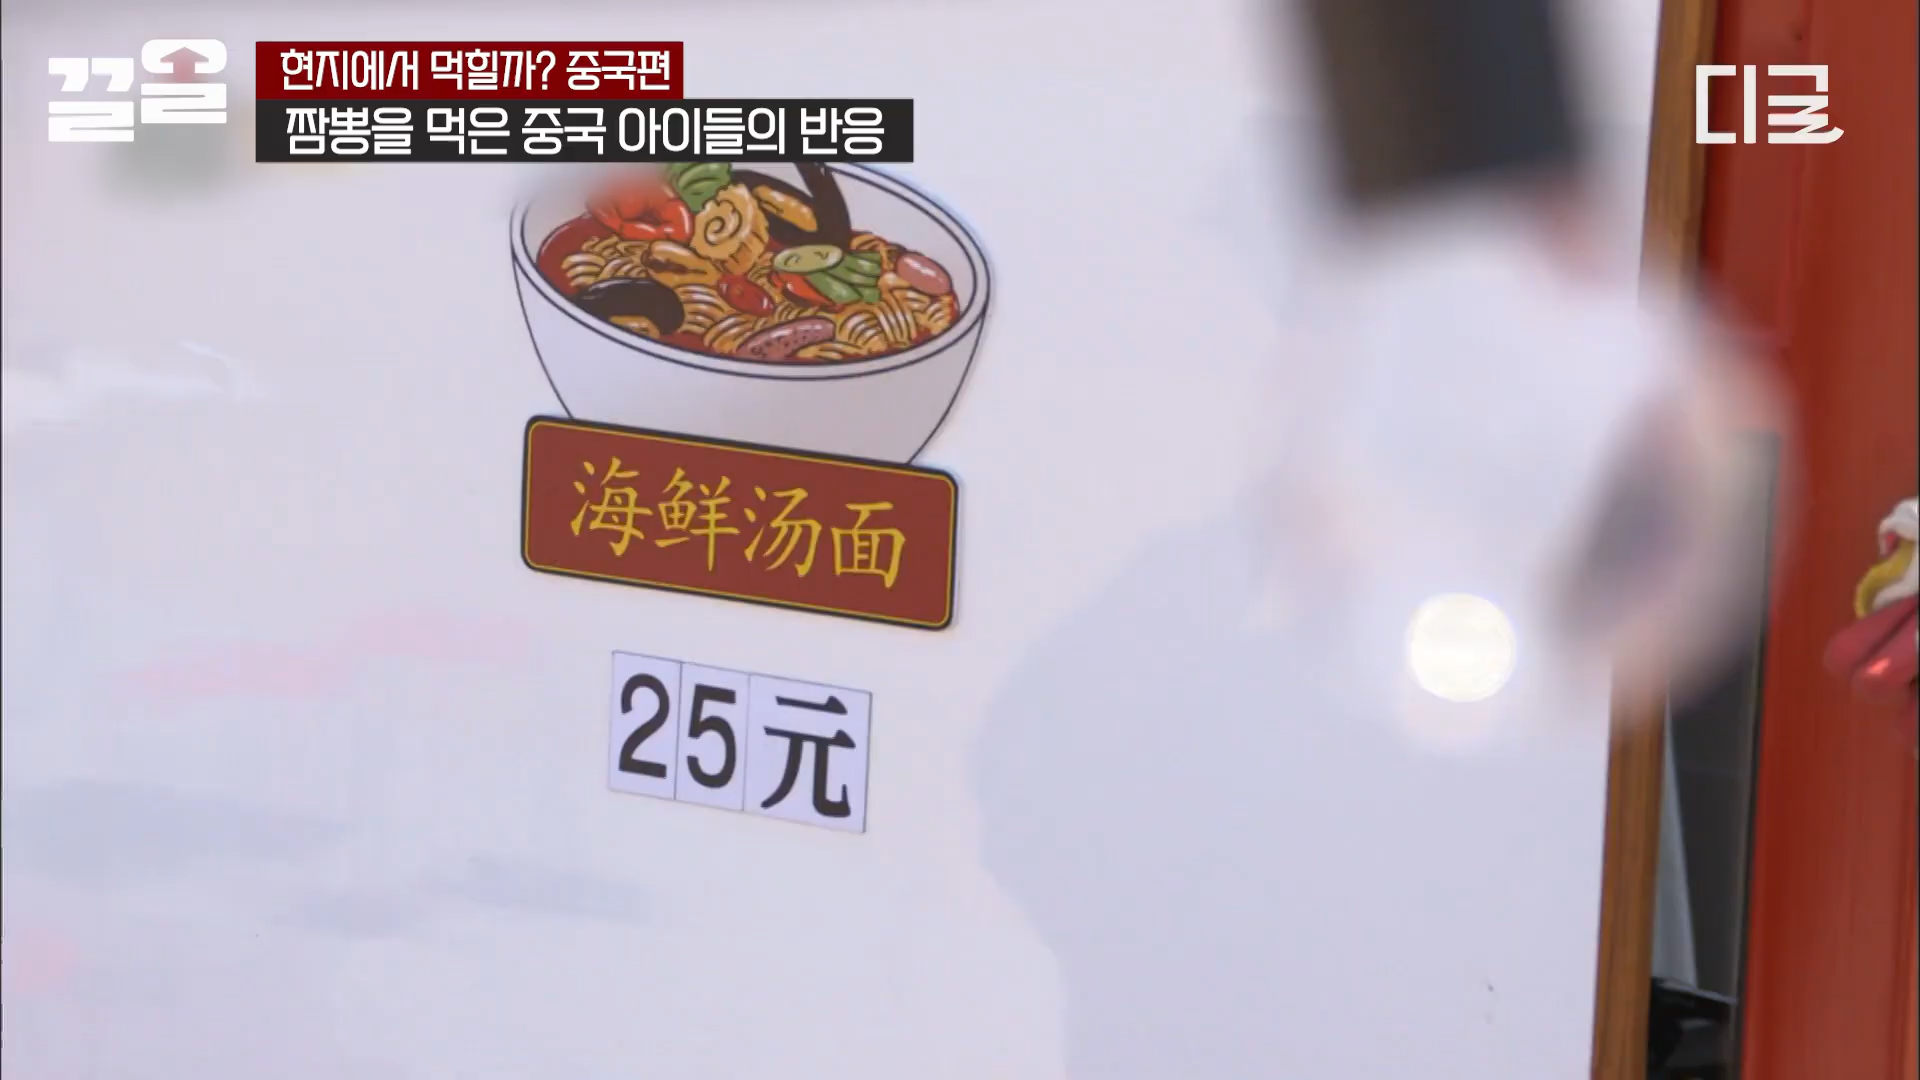 끌올
현지에서 먹힐까? 중국편
짬뽕을 먹은 중국 아이들의 반응
디글
海鲜汤面
25元